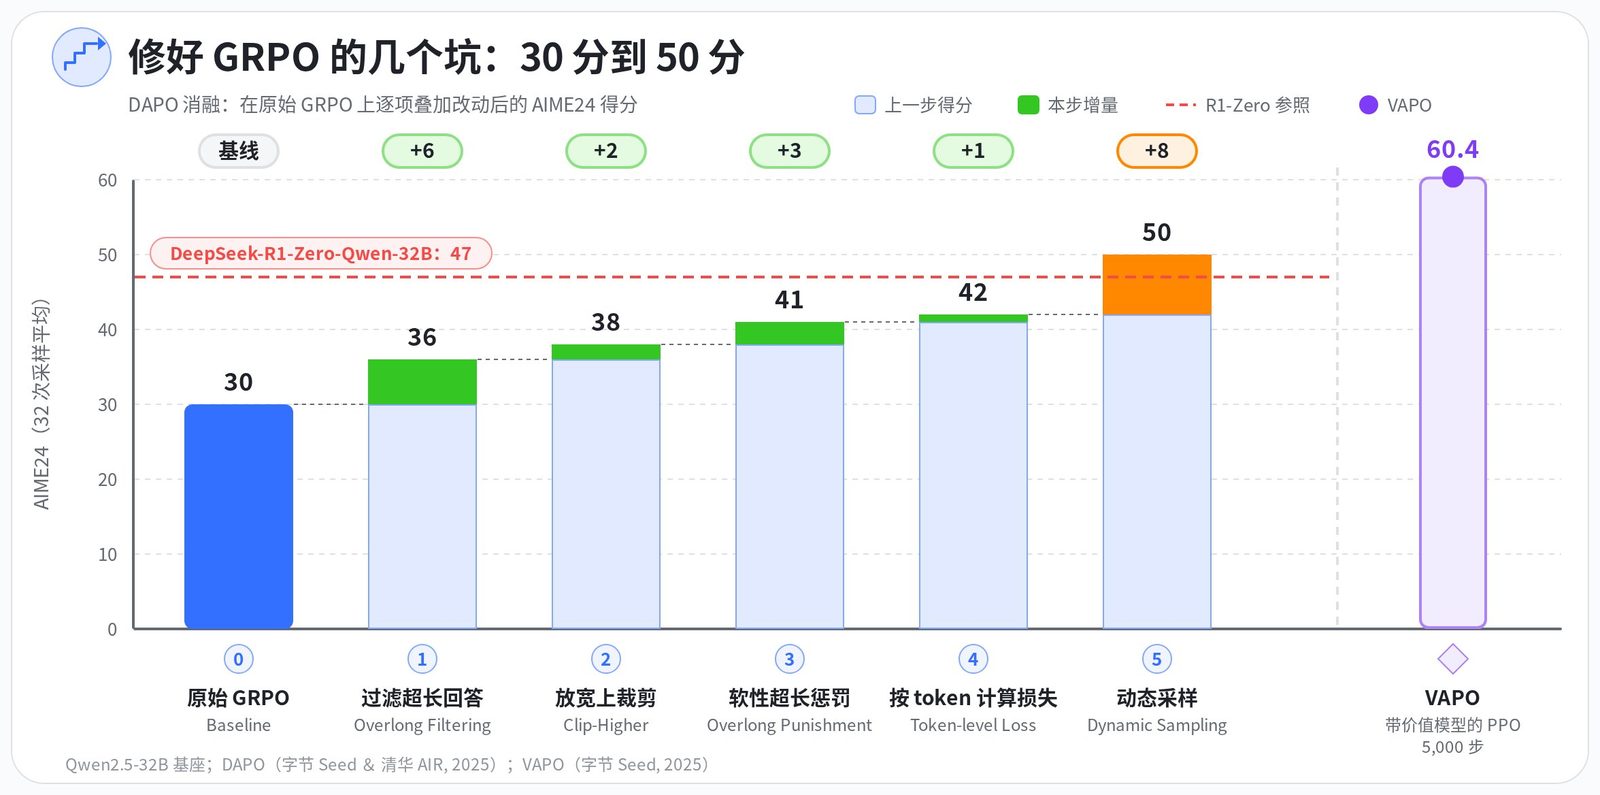 修好 GRPO 的几个坑：30 分到 50 分
DAPO 消融：在原始 GRPO 上逐项叠加改动后的 AIME24 得分
上一步得分
本步增量
R1-Zero 参照
VAPO
基线
+6
+2
+3
+1
+8
60.4
60
50
40
30
20
10
0
AIME24（32 次采样平均）
DeepSeek-R1-Zero-Qwen-32B：47
30
36
38
41
42
50
0
1
2
3
4
5
原始 GRPO
Baseline
过滤超长回答
Overlong Filtering
放宽上裁剪
Clip-Higher
软性超长惩罚
Overlong Punishment
按 token 计算损失
Token-level Loss
动态采样
Dynamic Sampling
VAPO
带价值模型的 PPO
5,000 步
Qwen2.5-32B 基座；DAPO（字节 Seed & 清华 AIR, 2025）；VAPO（字节 Seed, 2025）